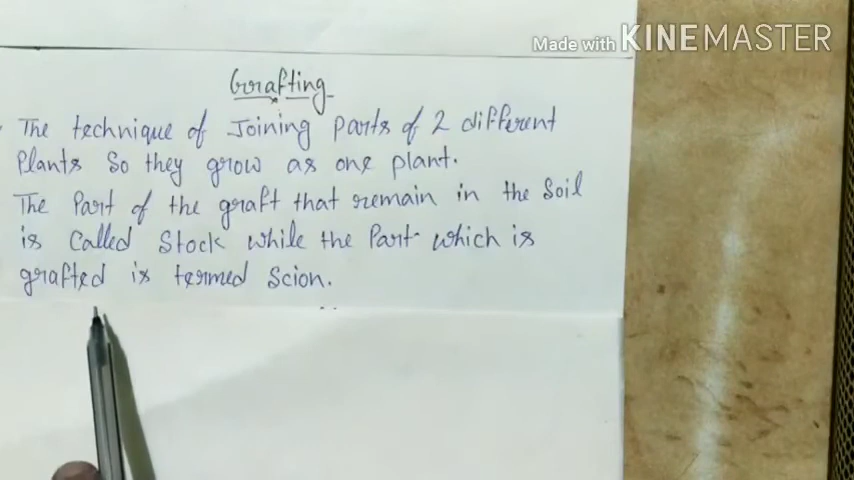 Made with KINEMASTER
Grafting
The technique of Joining Parts of 2 different
Plants So they grow as one plant.
The Part of the graft that remain in the Soil
is Called Stock while the Part which is
grafted is termed Scion.